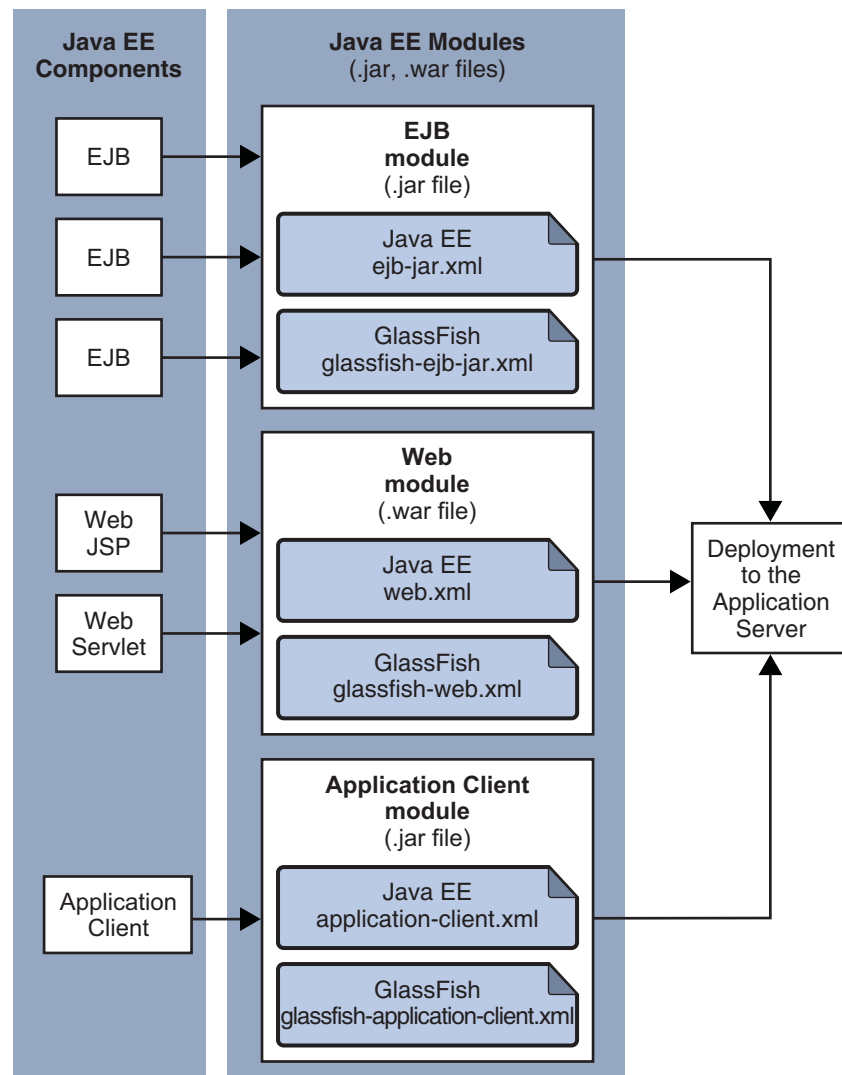 Java EE
Components
Java EE Modules
(.jar, .war files)
EJB
EJB
EJB
EJB
module
(.jar file)
Java EE
ejb-jar.xml
GlassFish
glassfish-ejb-jar.xml
Web
JSP
Web
Servlet
Web
module
(.war file)
Java EE
web.xml
GlassFish
glassfish-web.xml
Deployment
to the
Application
Server
Application
Client
Application Client
module
(.jar file)
Java EE
application-client.xml
GlassFish
glassfish-application-client.xml